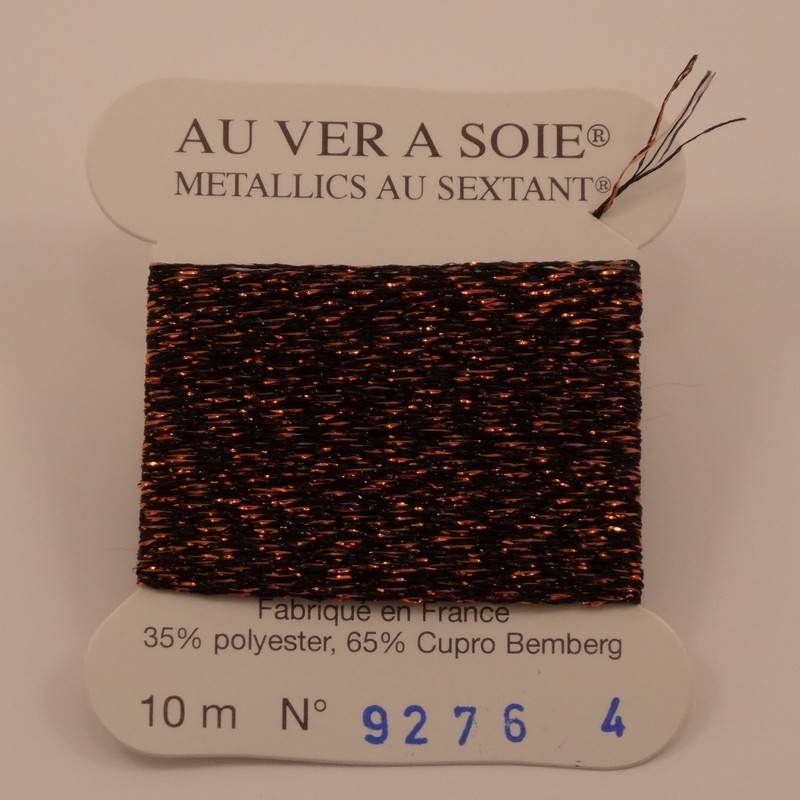 AU VER A SOIE®
METALLICS AU SEXTANT®
Fabriqué en France
35% polyester, 65% Cupro Bemberg
10 m N° 9276 4